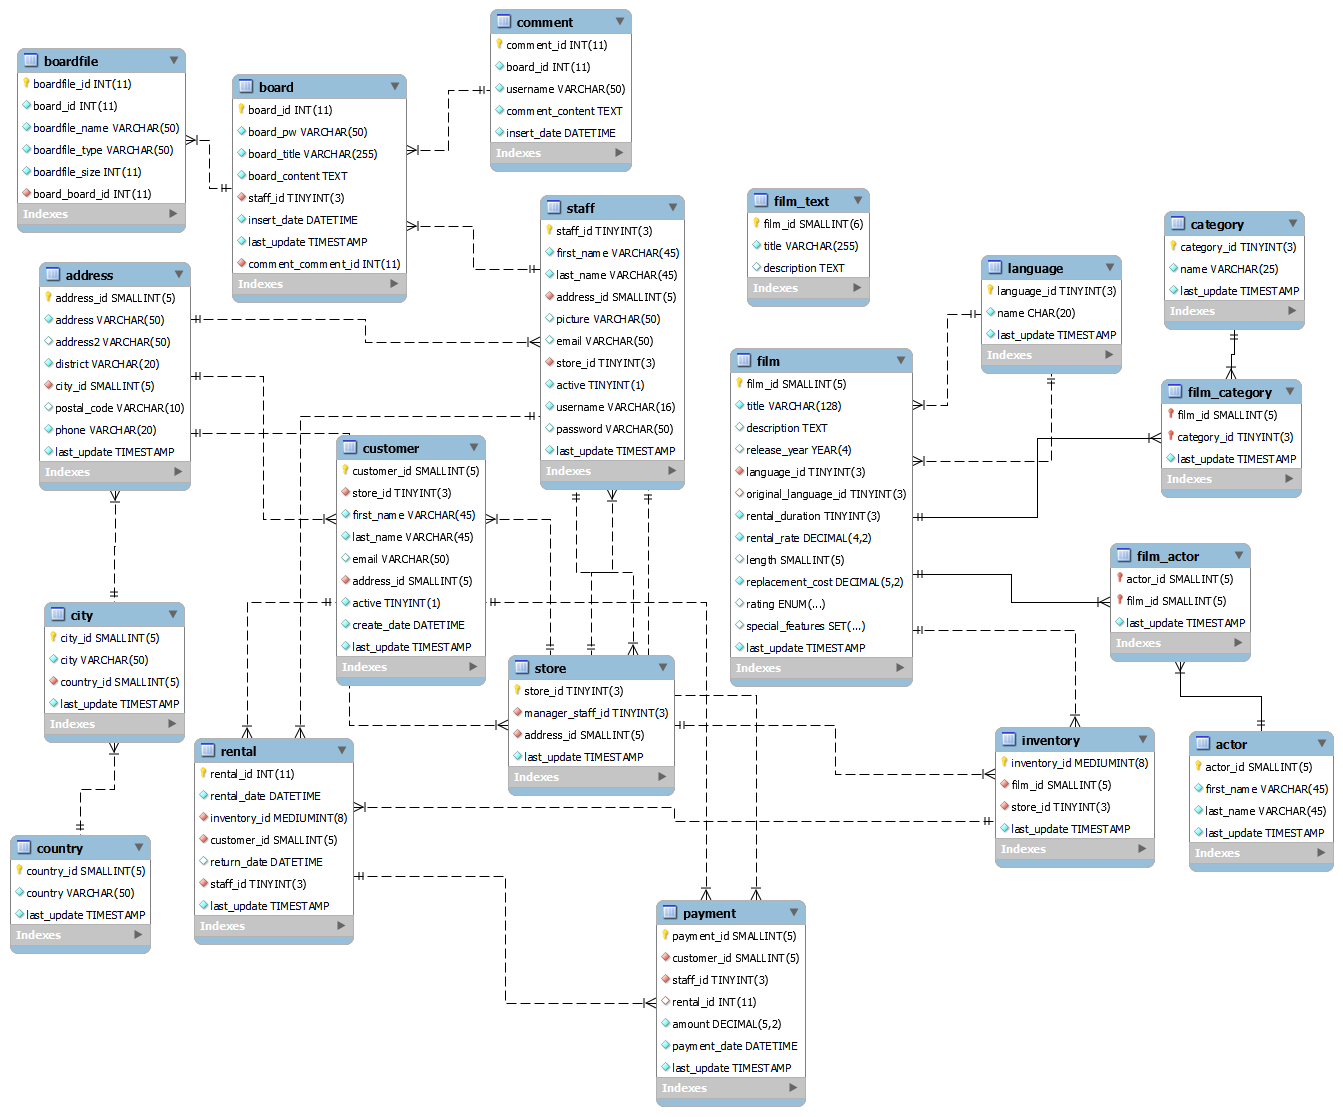 comment
comment_id INT(11)
board_id INT(11)
username VARCHAR(50)
comment_content TEXT
insert_date DATETIME
Indexes
boardfile
boardfile_id INT(11)
board_id INT(11)
boardfile_name VARCHAR(50)
boardfile_type VARCHAR(50)
boardfile_size INT(11)
board_board_id INT(11)
Indexes
board
board_id INT(11)
board_pw VARCHAR(50)
board_title VARCHAR(255)
board_content TEXT
staff_id TINYINT(3)
insert_date DATETIME
last_update TIMESTAMP
comment_comment_id INT(11)
Indexes
staff
staff_id TINYINT(3)
first_name VARCHAR(45)
last_name VARCHAR(45)
address_id SMALLINT(5)
picture VARCHAR(50)
email VARCHAR(50)
store_id TINYINT(3)
active TINYINT(1)
username VARCHAR(16)
password VARCHAR(50)
last_update TIMESTAMP
Indexes
film_text
film_id SMALLINT(6)
title VARCHAR(255)
description TEXT
Indexes
category
category_id TINYINT(3)
name VARCHAR(25)
last_update TIMESTAMP
Indexes
language
language_id TINYINT(3)
name CHAR(20)
last_update TIMESTAMP
Indexes
address
address_id SMALLINT(5)
address VARCHAR(50)
address2 VARCHAR(50)
district VARCHAR(20)
city_id SMALLINT(5)
postal_code VARCHAR(10)
phone VARCHAR(20)
last_update TIMESTAMP
Indexes
film
film_id SMALLINT(5)
title VARCHAR(128)
description TEXT
release_year YEAR(4)
language_id TINYINT(3)
original_language_id TINYINT(3)
rental_duration TINYINT(3)
rental_rate DECIMAL(4,2)
length SMALLINT(5)
replacement_cost DECIMAL(5,2)
rating ENUM(...)
special_features SET(...)
last_update TIMESTAMP
Indexes
film_category
film_id SMALLINT(5)
category_id TINYINT(3)
last_update TIMESTAMP
Indexes
customer
customer_id SMALLINT(5)
store_id TINYINT(3)
first_name VARCHAR(45)
last_name VARCHAR(45)
email VARCHAR(50)
address_id SMALLINT(5)
active TINYINT(1)
create_date DATETIME
last_update TIMESTAMP
Indexes
film_actor
actor_id SMALLINT(5)
film_id SMALLINT(5)
last_update TIMESTAMP
Indexes
city
city_id SMALLINT(5)
city VARCHAR(50)
country_id SMALLINT(5)
last_update TIMESTAMP
Indexes
store
store_id TINYINT(3)
manager_staff_id TINYINT(3)
address_id SMALLINT(5)
last_update TIMESTAMP
Indexes
rental
rental_id INT(11)
rental_date DATETIME
inventory_id MEDIUMINT(8)
customer_id SMALLINT(5)
return_date DATETIME
staff_id TINYINT(3)
last_update TIMESTAMP
Indexes
inventory
inventory_id MEDIUMINT(8)
film_id SMALLINT(5)
store_id TINYINT(3)
last_update TIMESTAMP
Indexes
actor
actor_id SMALLINT(5)
first_name VARCHAR(45)
last_name VARCHAR(45)
last_update TIMESTAMP
Indexes
country
country_id SMALLINT(5)
country VARCHAR(50)
last_update TIMESTAMP
Indexes
payment
payment_id SMALLINT(5)
customer_id SMALLINT(5)
staff_id TINYINT(3)
rental_id INT(11)
amount DECIMAL(5,2)
payment_date DATETIME
last_update TIMESTAMP
Indexes